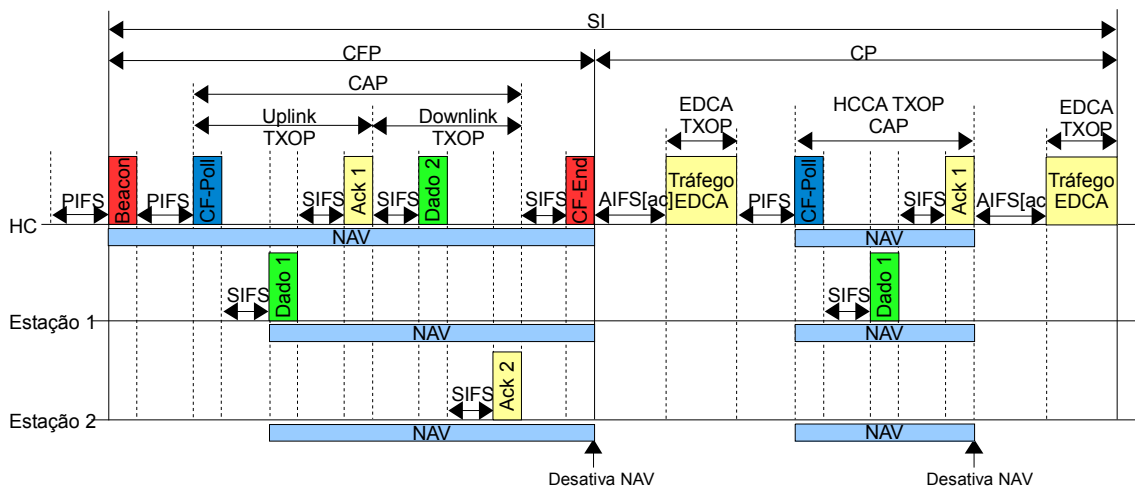 SI
CFP
CP
CAP
Uplink
TXOP
Downlink
TXOP
EDCA
TXOP
HCCA TXOP
CAP
EDCA
TXOP
PIFS
Beacon
PIFS
CF-Poll
SIFS
Ack 1
SIFS
Dado 2
SIFS
CF-End
AIFS[ac]
Tráfego
EDCA
PIFS
CF-Poll
SIFS
Ack 1
AIFS[ac
Tráfego
EDCA
HC
NAV
NAV
SIFS
Dado 1
SIFS
Dado 1
Estação 1
NAV
NAV
SIFS
Ack 2
Estação 2
NAV
NAV
Desativa NAV
Desativa NAV